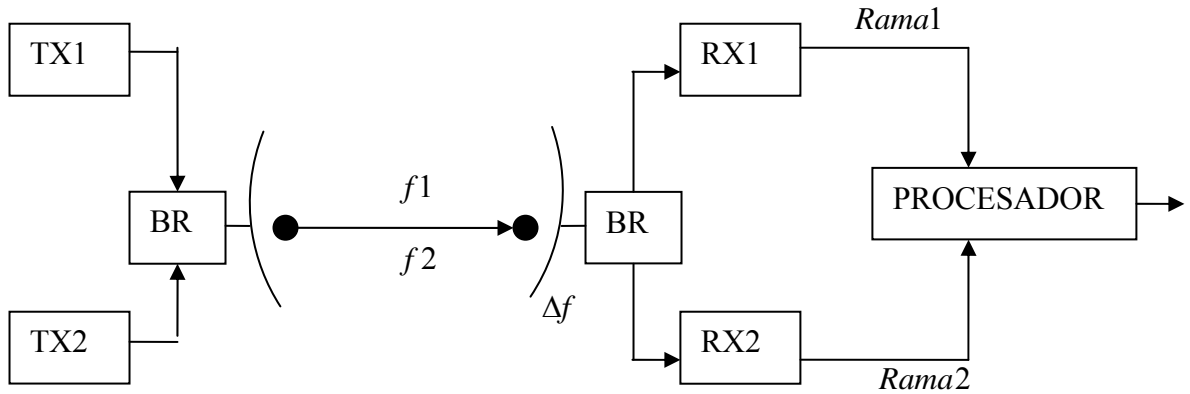 TX1
TX2
BR
f1
f2
Δf
BR
RX1
RX2
Rama1
Rama2
PROCESADOR